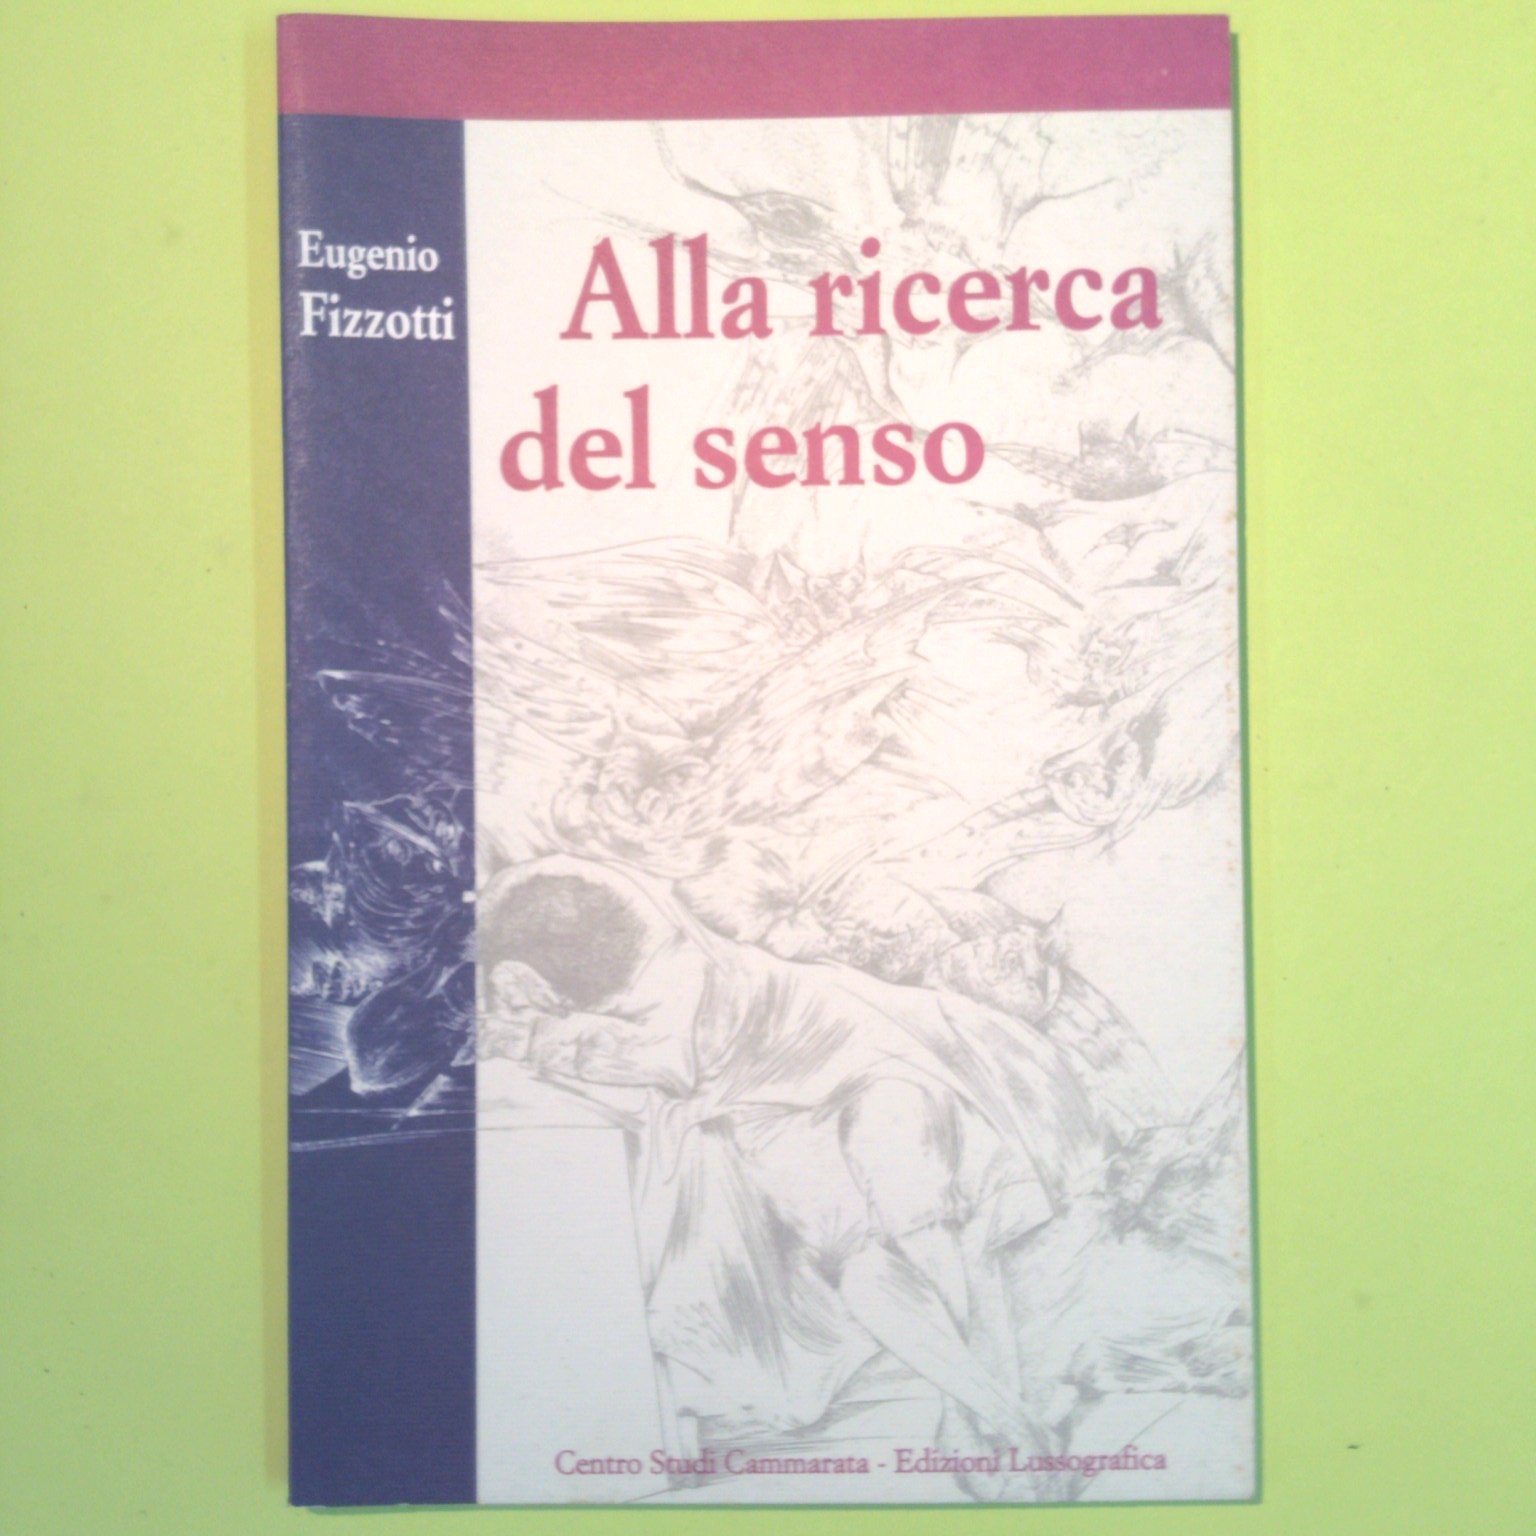 Eugenio
Fizzotti
Alla ricerca
del senso
Centro Studi Cammarata - Edizioni Lussografica